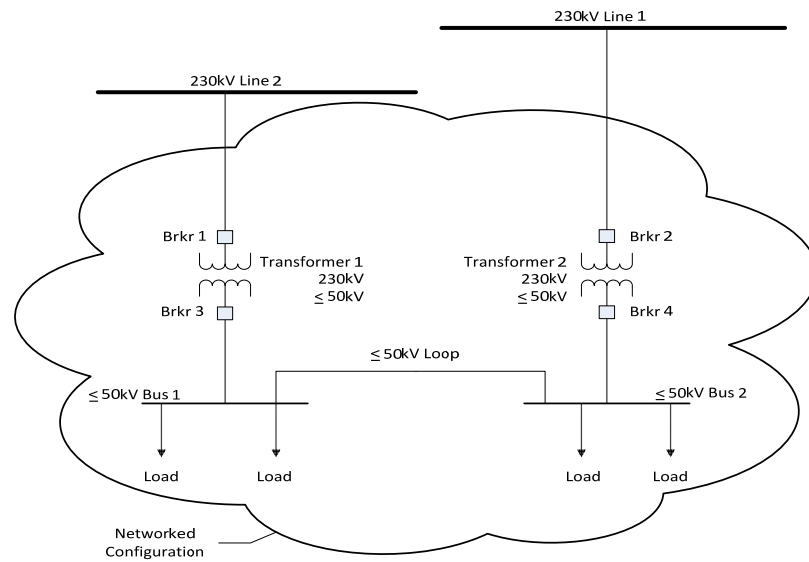 230kV Line 1
230kV Line 2
Brkr 1
Transformer 1
230kV
≤ 50kV
Brkr 3
Transformer 2
230kV
≤ 50kV
Brkr 2
Brkr 4
≤ 50kV Loop
≤ 50kV Bus 1
≤ 50kV Bus 2
Load
Load
Load
Load
Networked
Configuration